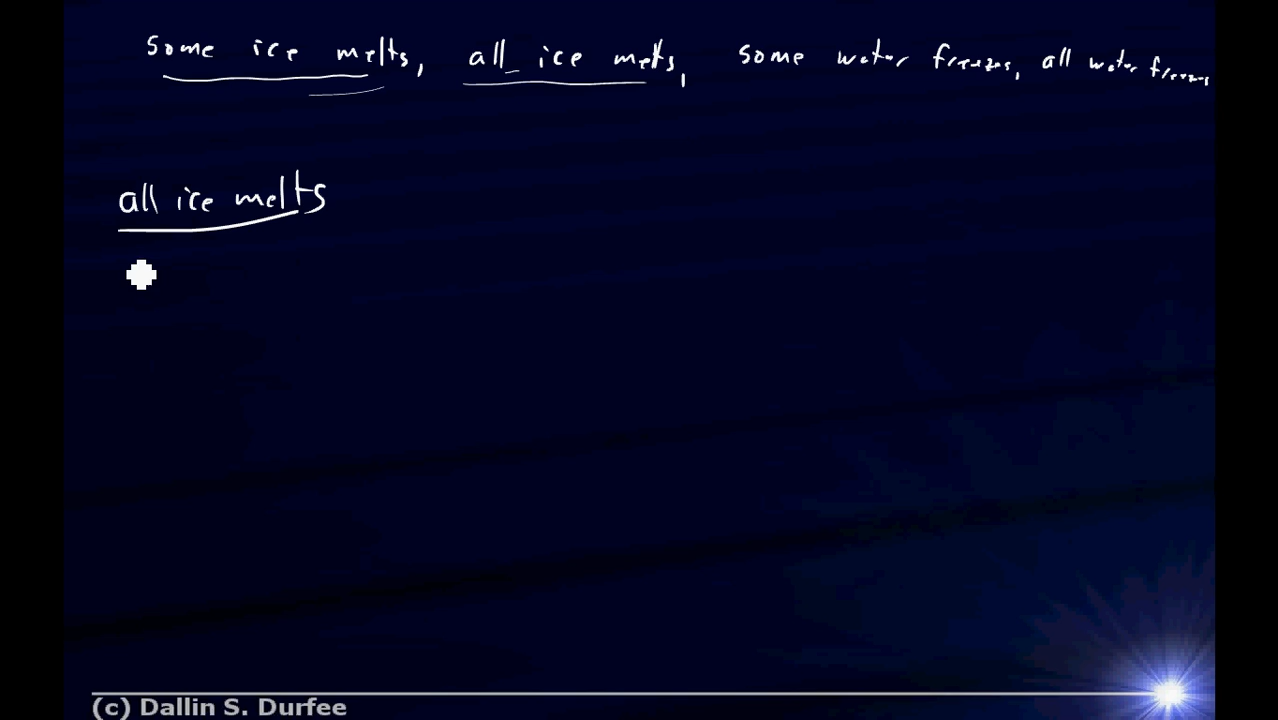 some ice melts, all ice melts, some water freezes, all water freezes
all ice melts
(c) Dallin S. Durfee